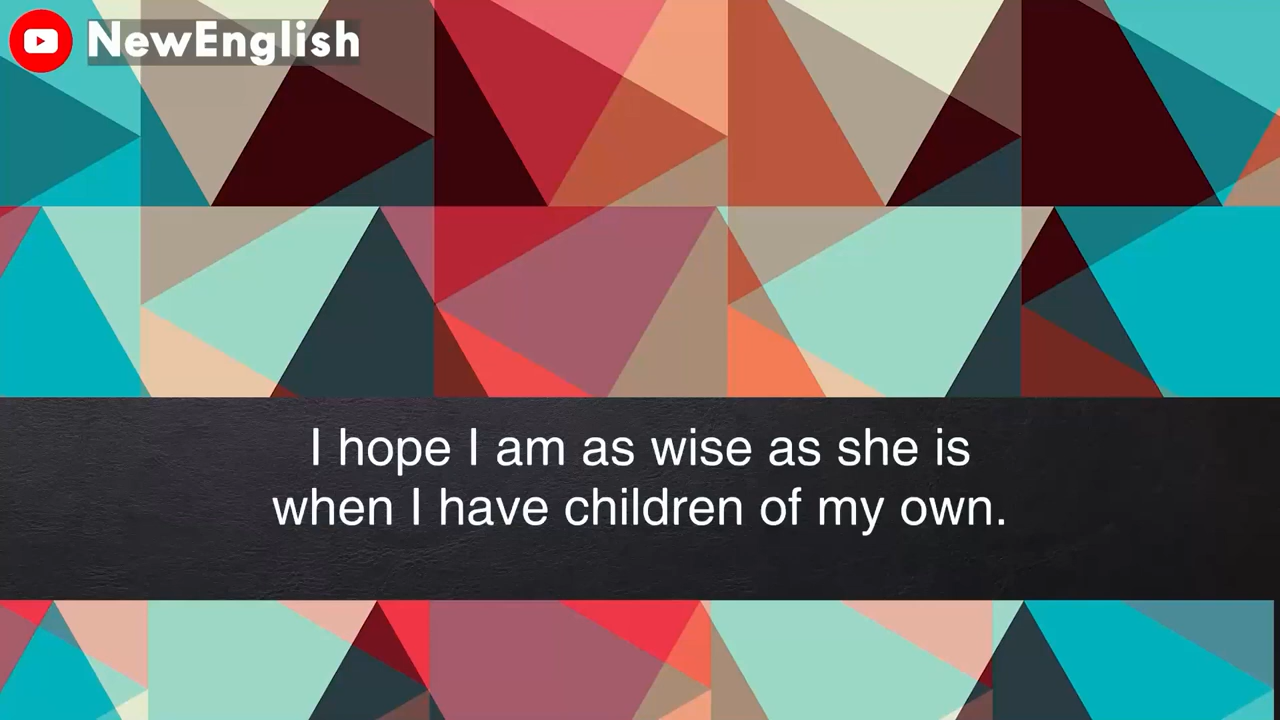 NewEnglish
I hope I am as wise as she is
when I have children of my own.